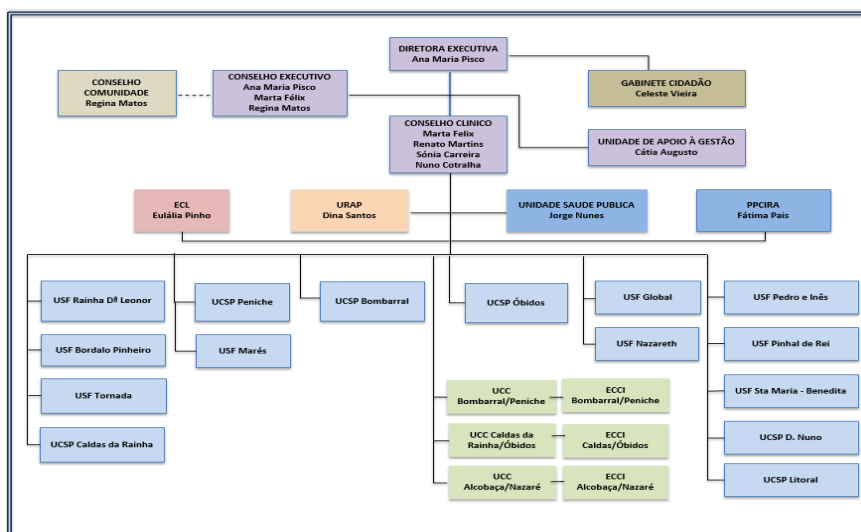 DIRETORA EXECUTIVA
Ana Maria Pisco
CONSELHO
COMUNIDADE
Regina Matos
CONSELHO EXECUTIVO
Ana Maria Pisco
Marta Félix
Regina Matos
GABINETE CIDADÃO
Celeste Vieira
CONSELHO CLINICO
Marta Felix
Renato Martins
Sónia Carreira
Nuno Cotralha
UNIDADE DE APOIO À GESTÃO
Cátia Augusto
ECL
Eulália Pinho
URAP
Dina Santos
UNIDADE SAUDE PUBLICA
Jorge Nunes
PPCIRA
Fátima Pais
USF Rainha Dª Leonor
UCSP Peniche
UCSP Bombarral
UCSP Óbidos
USF Global
USF Pedro e Inês
USF Bordalo Pinheiro
USF Marés
USF Nazareth
USF Pinhal de Rei
USF Tornada
UCC
Bombarral/Peniche
ECCI
Bombarral/Peniche
USF Sta Maria - Benedita
UCSP Caldas da Rainha
UCC Caldas da
Rainha/Óbidos
ECCI
Caldas/Óbidos
UCSP D. Nuno
UCC
Alcobaça/Nazaré
ECCI
Alcobaça/Nazaré
UCSP Litoral